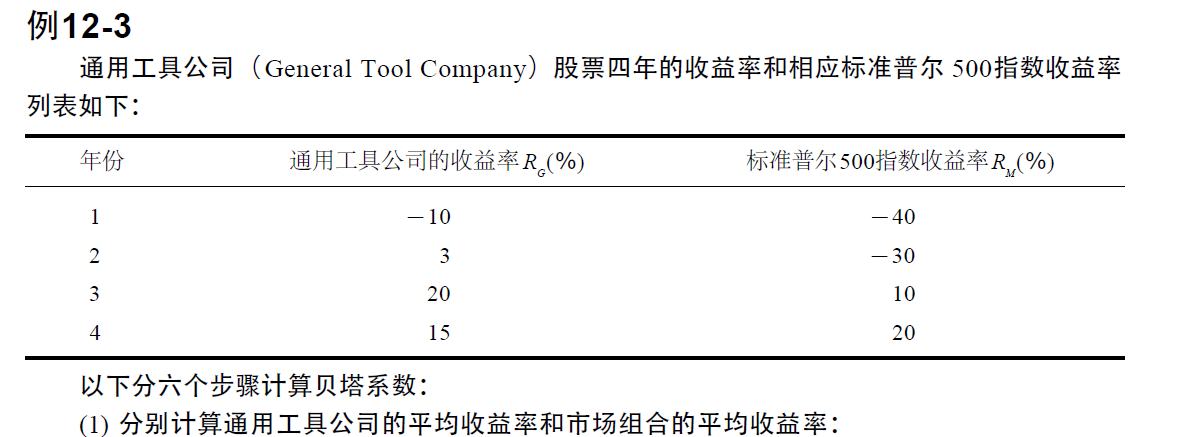 例12-3
通用工具公司（General Tool Company）股票四年的收益率和相应标准普尔 500指数收益率
列表如下：
年份 通用工具公司的收益率R_G(%) 标准普尔500指数收益率R_M(%)
1 －10 －40
2 3 －30
3 20 10
4 15 20
以下分六个步骤计算贝塔系数：
(1) 分别计算通用工具公司的平均收益率和市场组合的平均收益率：